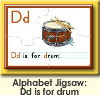 Dd
Dd is for drum.
Alphabet Jigsaw:
Dd is for drum